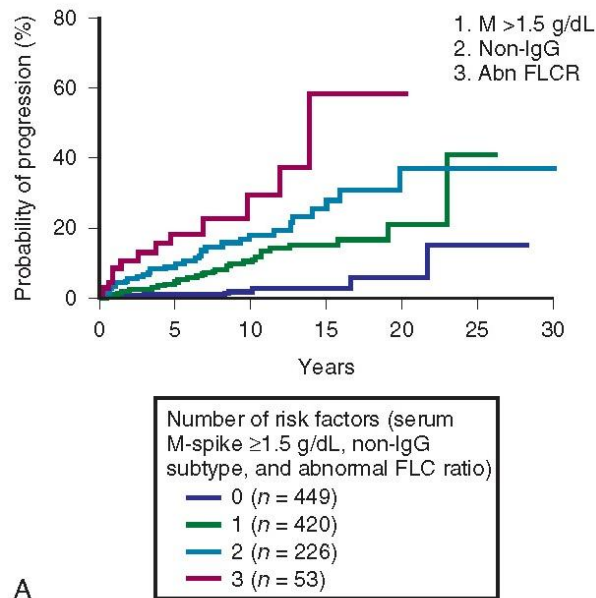 80
60
40
20
0
Probability of progression (%)
1. M >1.5 g/dL
2. Non-IgG
3. Abn FLCR
0 5 10 15 20 25 30
Years
Number of risk factors (serum
M-spike ≥1.5 g/dL, non-IgG
subtype, and abnormal FLC ratio)
0 (n = 449)
1 (n = 420)
2 (n = 226)
3 (n = 53)
A